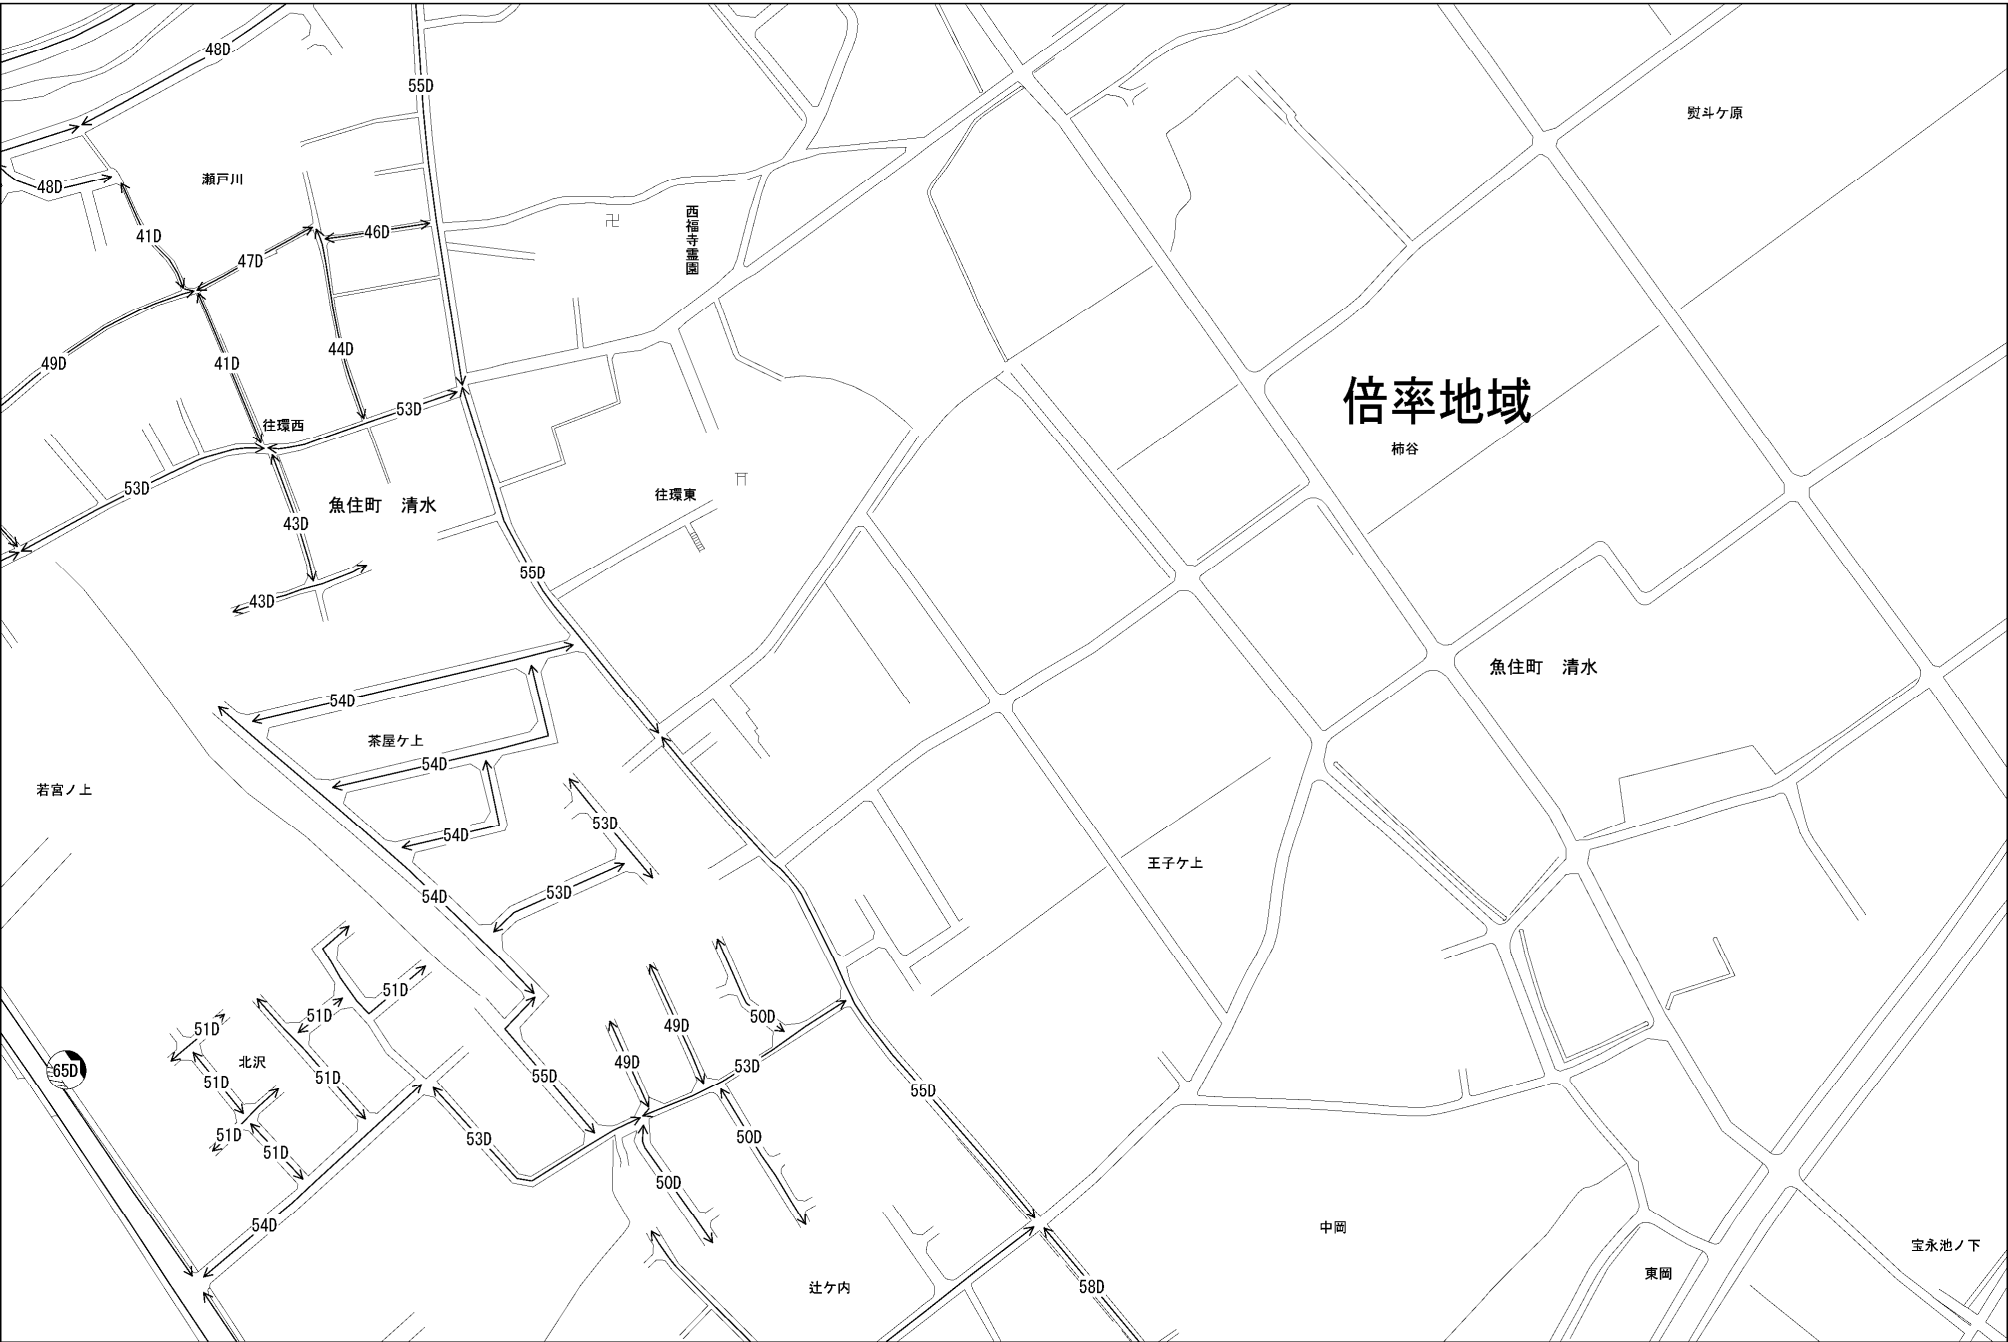 48D
55D
熨斗ケ原
瀬戸川
48D
西福寺霊園
卍
41D
46D
47D
44D
41D
49D
倍率地域
53D
往環西
柿谷
53D
往環東
魚住町 清水
43D
55D
43D
魚住町 清水
54D
茶屋ケ上
54D
若宮ノ上
53D
54D
王子ケ上
53D
54D
51D
51D
50D
51D
49D
北沢
49D
53D
65D
51D
51D
55D
55D
51D
53D
50D
51D
50D
54D
中岡
宝永池ノ下
東岡
辻ケ内
58D